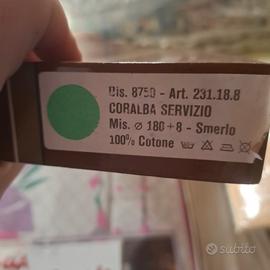 Dis. 8750 - Art. 231.18.8
CORALBA SERVIZIO
Mis. ⌀ 180+8 - Smerlo
100% Cotone
subito